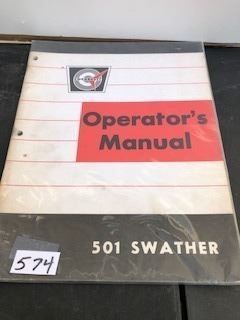 Operator's
Manual
501 SWATHER
574